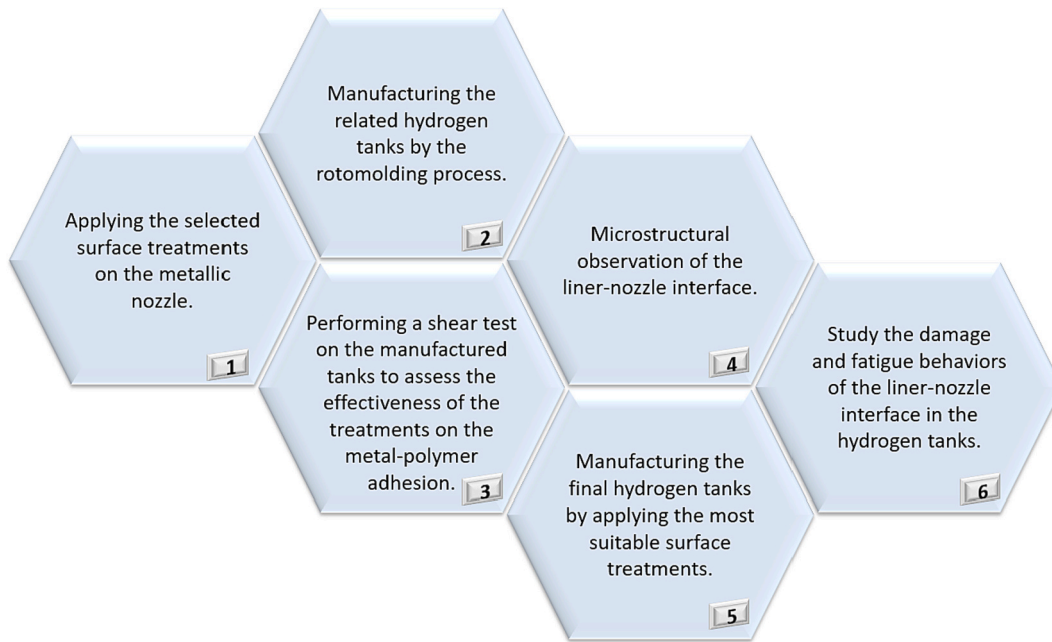 Applying the selected
surface treatments
on the metallic
nozzle.
1
Manufacturing the
related hydrogen
tanks by the
rotomolding process.
2
Performing a shear test
on the manufactured
tanks to assess the
effectiveness of the
treatments on the
metal-polymer
adhesion.
3
Microstructural
observation of the
liner-nozzle interface.
4
Manufacturing the
final hydrogen tanks
by applying the most
suitable surface
treatments.
5
Study the damage
and fatigue behaviors
of the liner-nozzle
interface in the
hydrogen tanks.
6